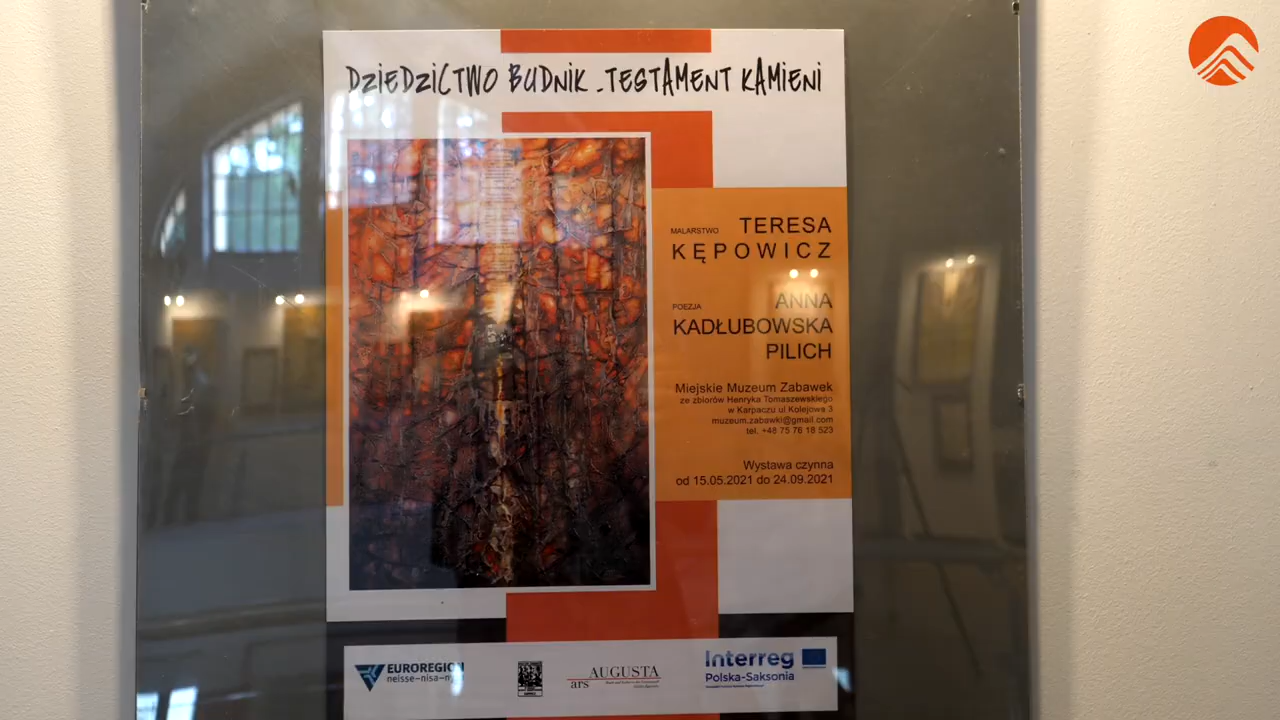 DZIEDZICTWO BUDNIK - TESTAMENT KAMIENI
MALARSTWO TERESA
KĘPOWICZ
POEZJA ANNA
KADŁUBOWSKA
PILICH
Miejskie Muzeum Zabawek
ze zbiorów Henryka Tomaszewskiego
w Karpaczu ul Kolejowa 3
muzeum.zabawki@gmail.com
tel. +48 75 76 18 523
Wystawa czynna
od 15.05.2021 do 24.09.2021
EUROREGION
neisse-nisa-nysa
ars AUGUSTA
Interreg
Polska-Saksonia